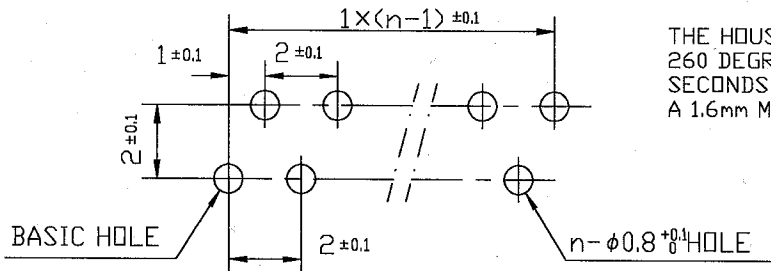 1×(n-1) ±0.1
1 ±0.1
2 ±0.1
2 ±0.1
BASIC HOLE
2 ±0.1
n-ϕ0.8 +0.1 0 HOLE
THE HOUS
260 DEGR
SECONDS
A 1.6mm M